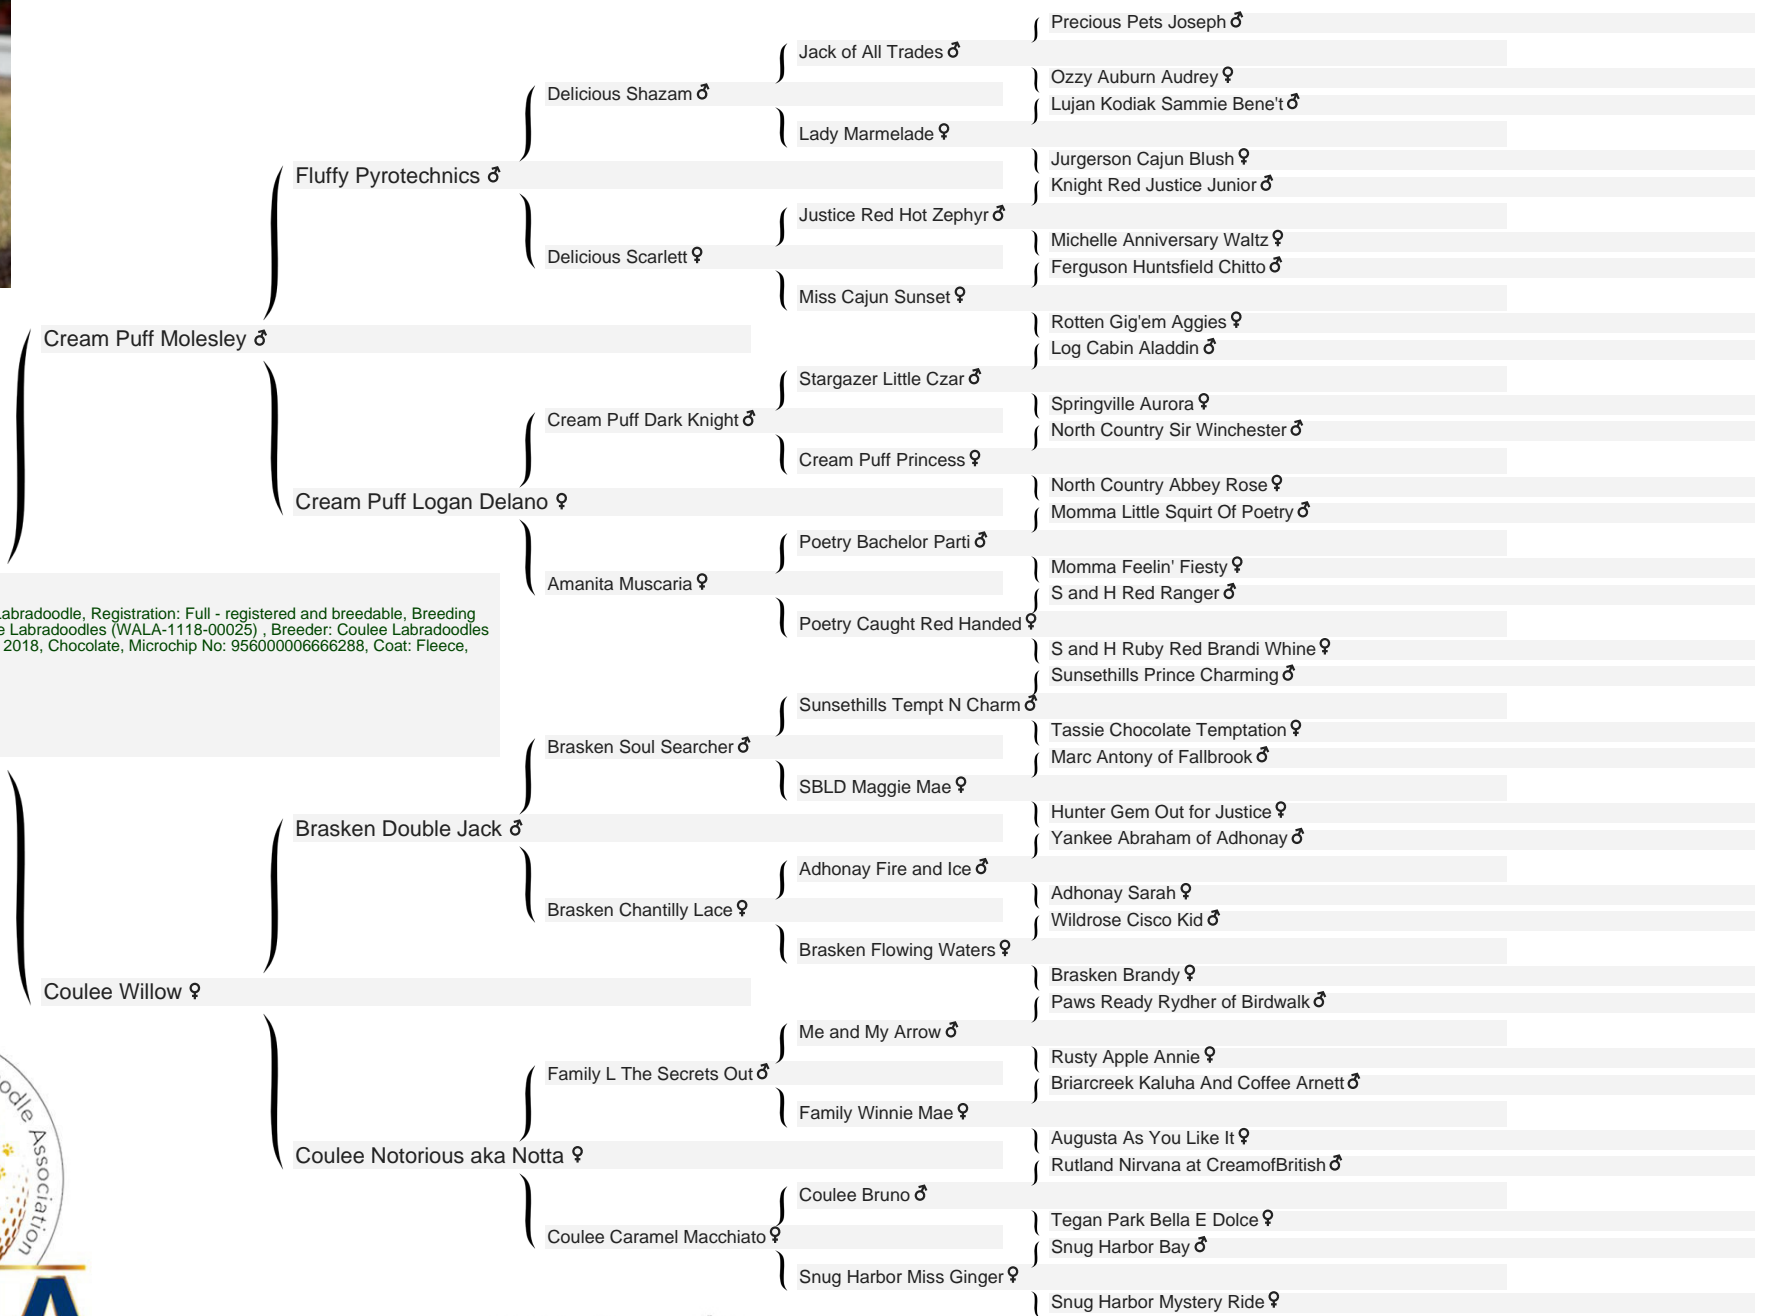 Precious Pets Joseph ♂
Jack of All Trades ♂
Ozzy Auburn Audrey ♀
Delicious Shazam ♂
Lujan Kodiak Sammie Bene't ♂
Lady Marmelade ♀
Jurgerson Cajun Blush ♀
Fluffy Pyrotechnics ♂
Knight Red Justice Junior ♂
Justice Red Hot Zephyr ♂
Michelle Anniversary Waltz ♀
Delicious Scarlett ♀
Ferguson Huntsfield Chitto ♂
Miss Cajun Sunset ♀
Rotten Gig'em Aggies ♀
Cream Puff Molesley ♂
Log Cabin Aladdin ♂
Stargazer Little Czar ♂
Springville Aurora ♀
Cream Puff Dark Knight ♂
North Country Sir Winchester ♂
Cream Puff Princess ♀
North Country Abbey Rose ♀
Cream Puff Logan Delano ♀
Momma Little Squirt Of Poetry ♂
Poetry Bachelor Parti ♂
Momma Feelin' Fiesty ♀
Amanita Muscaria ♀
S and H Red Ranger ♂
Poetry Caught Red Handed ♀
S and H Ruby Red Brandi Whine ♀
abradoodle, Registration: Full - registered and breedable, Breeding
e Labradoodles (WALA-1118-00025) , Breeder: Coulee Labradoodles
2018, Chocolate, Microchip No: 956000006666288, Coat: Fleece,
Sunsethills Prince Charming ♂
Sunsethills Tempt N Charm ♂
Tassie Chocolate Temptation ♀
Brasken Soul Searcher ♂
Marc Antony of Fallbrook ♂
SBLD Maggie Mae ♀
Hunter Gem Out for Justice ♀
Brasken Double Jack ♂
Yankee Abraham of Adhonay ♂
Adhonay Fire and Ice ♂
Adhonay Sarah ♀
Brasken Chantilly Lace ♀
Wildrose Cisco Kid ♂
Brasken Flowing Waters ♀
Brasken Brandy ♀
Coulee Willow ♀
Paws Ready Rydher of Birdwalk ♂
Me and My Arrow ♂
Rusty Apple Annie ♀
Family L The Secrets Out ♂
Briarcreek Kaluha And Coffee Arnett ♂
Family Winnie Mae ♀
Augusta As You Like It ♀
Coulee Notorious aka Notta ♀
Rutland Nirvana at CreamofBritish ♂
Coulee Bruno ♂
Tegan Park Bella E Dolce ♀
Coulee Caramel Macchiato ♀
Snug Harbor Bay ♂
Snug Harbor Miss Ginger ♀
Snug Harbor Mystery Ride ♀
odle Association
A